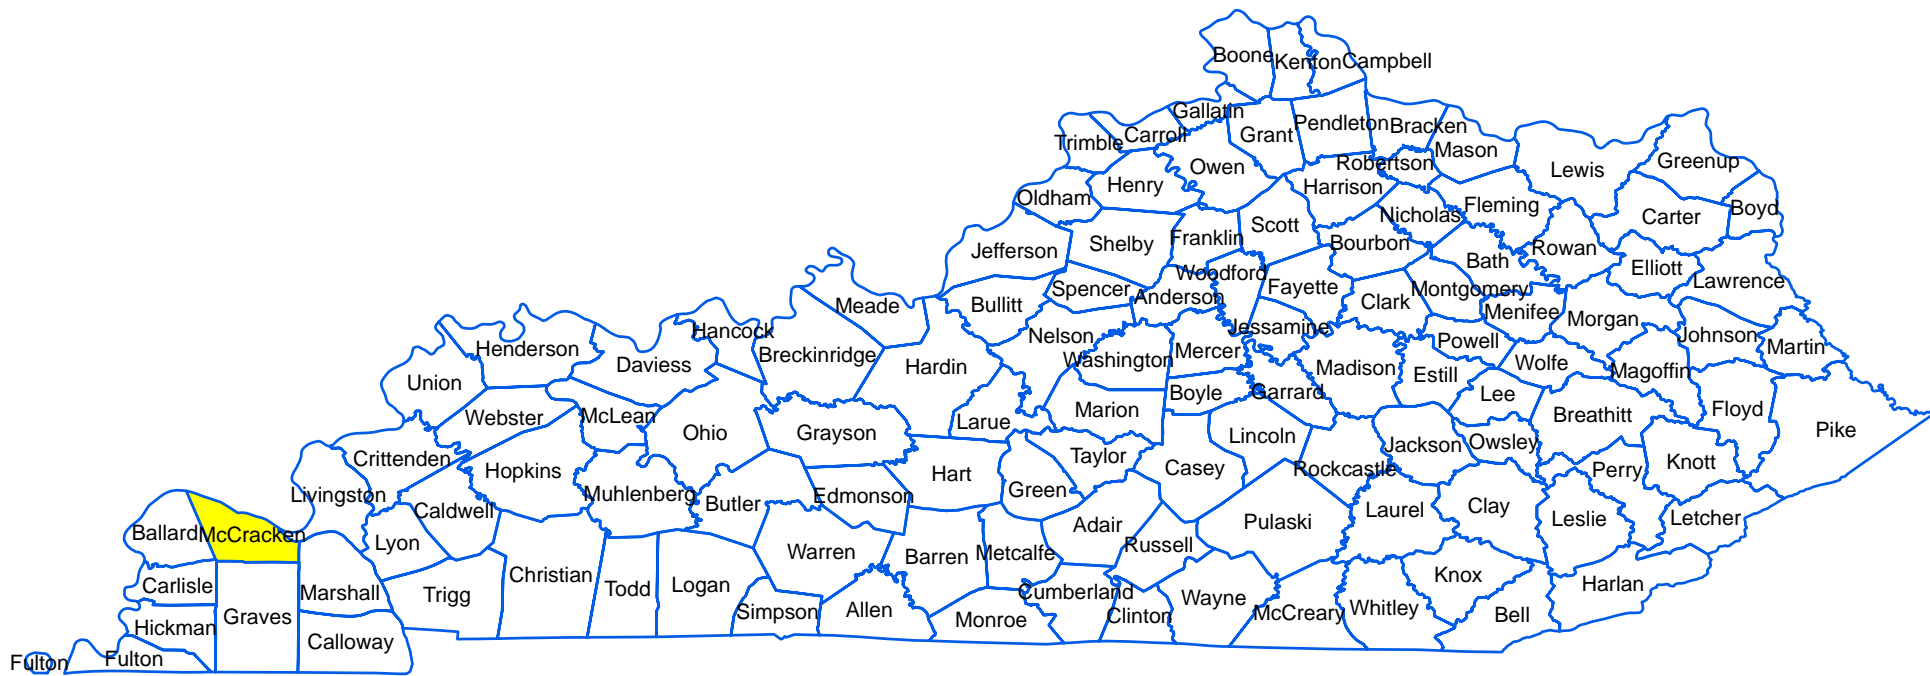 Boone
Kenton
Campbell
Gallatin
Trimble
Carroll
Grant
Pendleton
Bracken
Mason
Owen
Robertson
Lewis
Greenup
Oldham
Henry
Harrison
Nicholas
Fleming
Carter
Boyd
Jefferson
Shelby
Franklin
Scott
Bourbon
Bath
Rowan
Elliott
Lawrence
Meade
Bullitt
Spencer
Anderson
Woodford
Fayette
Clark
Montgomery
Menifee
Morgan
Johnson
Martin
Hancock
Henderson
Daviess
Breckinridge
Hardin
Nelson
Washington
Mercer
Jessamine
Madison
Powell
Estill
Wolfe
Magoffin
Union
Webster
McLean
Ohio
Grayson
Larue
Marion
Boyle
Garrard
Lee
Breathitt
Floyd
Pike
Crittenden
Hopkins
Hart
Green
Taylor
Casey
Lincoln
Rockcastle
Jackson
Owsley
Perry
Knott
Livingston
Caldwell
Muhlenberg
Butler
Edmonson
Adair
Russell
Pulaski
Laurel
Clay
Leslie
Letcher
Ballard
McCracken
Lyon
Warren
Barren
Metcalfe
Carlisle
Graves
Marshall
Trigg
Christian
Todd
Logan
Simpson
Allen
Monroe
Cumberland
Clinton
Wayne
McCreary
Whitley
Knox
Bell
Harlan
Hickman
Calloway
Fulton
Fulton